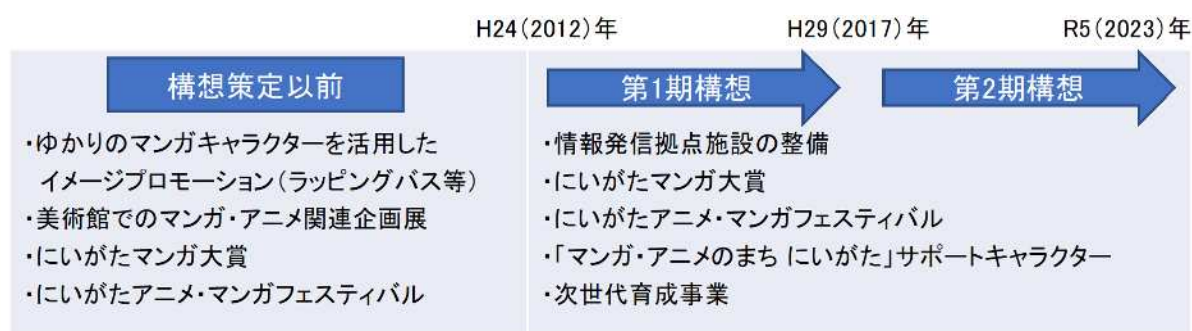 H24(2012)年
H29(2017)年
R5(2023)年
構想策定以前
第1期構想
第2期構想
・ゆかりのマンガキャラクターを活用した
イメージプロモーション(ラッピングバス等)
・美術館でのマンガ・アニメ関連企画展
・にいがたマンガ大賞
・にいがたアニメ・マンガフェスティバル
・情報発信拠点施設の整備
・にいがたマンガ大賞
・にいがたアニメ・マンガフェスティバル
・「マンガ・アニメのまち にいがた」サポートキャラクター
・次世代育成事業